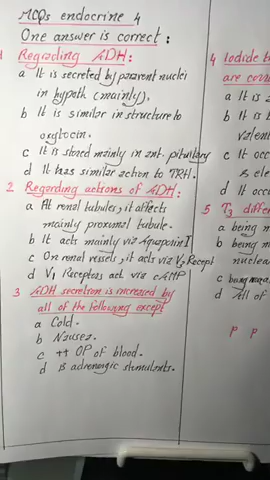 MCQs endocrine 4
One answer is correct:
1 Regrading ADH:
a It is secreted by paravent nuclei
in hypoth (mainly).
b It is similar in structure to
oxytocin.
c It is stored mainly in ant. pituitary
d It has similar action to TRH.
2 Regarding actions of ADH:
a At renal tubules, it affects
mainly proximal tubule.
b It acts mainly via Aquaporin I
c On renal vessels, it acts via V2 Recept
d V1 Receptors act via cAMP
3 ADH secretion is increased by
all of the following except
a Cold.
b Nausea.
c ++ OP of blood.
d B adrenergic stimulants.
4 Iodide t
are corr
a It is
b It is
c It occ
d It occ
5 T3 differ
a being m
b being m
nuclea
c being
d All of
P P